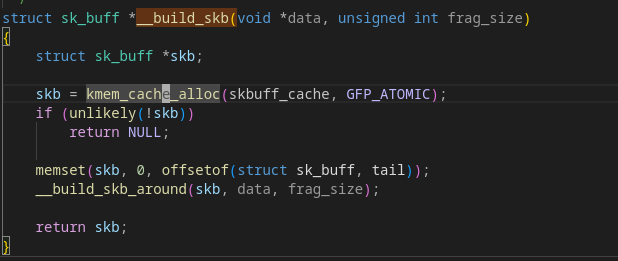 struct sk_buff *__build_skb(void *data, unsigned int frag_size)
{
    struct sk_buff *skb;

    skb = kmem_cache_alloc(skbuff_cache, GFP_ATOMIC);
    if (unlikely(!skb))
        return NULL;

    memset(skb, 0, offsetof(struct sk_buff, tail));
    __build_skb_around(skb, data, frag_size);

    return skb;
}